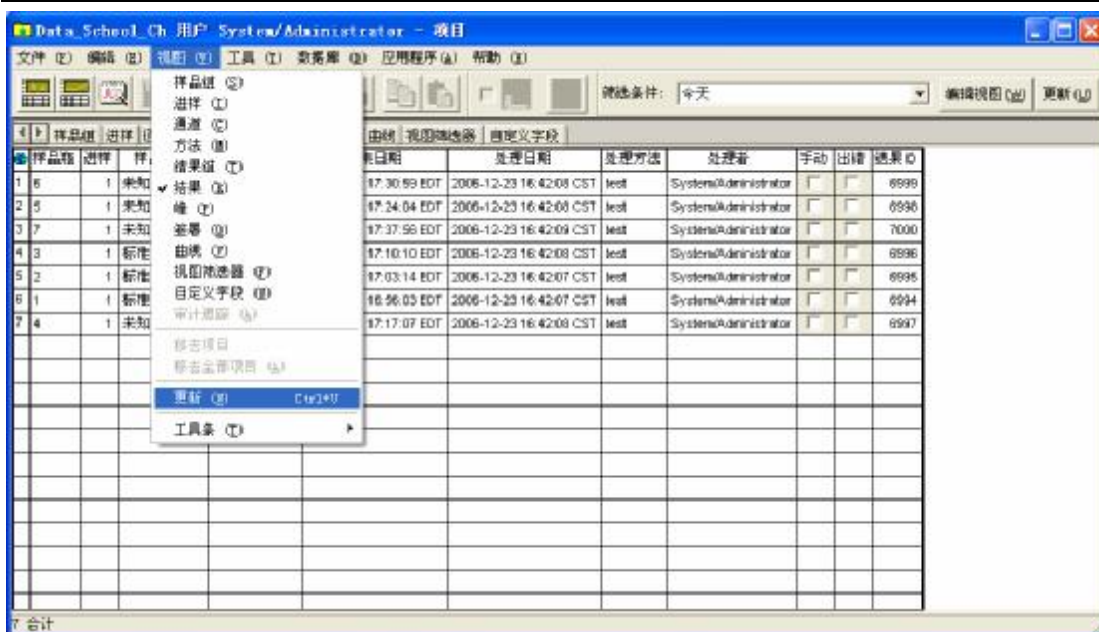 Data_School_Ch 用户 System/Administrator - 项目
文件 (F) 编辑 (E) 视图 (V) 工具 (T) 数据库 (D) 应用程序 (A) 帮助 (H)
筛选条件: 今天 编辑视图 (W) 更新 (U)
样品组 进样 曲线 视图筛选器 自定义字段
样品瓶 进样 样 日期 处理日期 处理方法 处理者 手动 出错 结果 ID
1 6 1 未知 17:30:59 EDT 2006-12-23 16:42:08 CST test System/Administrator 6999
2 5 1 未知 17:24:04 EDT 2006-12-23 16:42:08 CST test System/Administrator 6998
3 7 1 未知 17:37:56 EDT 2006-12-23 16:42:09 CST test System/Administrator 7000
4 3 1 标准 17:10:10 EDT 2006-12-23 16:42:08 CST test System/Administrator 6996
5 2 1 标准 17:03:14 EDT 2006-12-23 16:42:07 CST test System/Administrator 6995
6 1 1 标准 16:56:03 EDT 2006-12-23 16:42:07 CST test System/Administrator 6994
7 4 1 未知 17:17:07 EDT 2006-12-23 16:42:08 CST test System/Administrator 6997
样品组 (S)
进样 (I)
通道 (C)
方法 (M)
结果组 (T)
结果 (R)
峰 (P)
签署
曲线
视图筛选器 (F)
自定义字段
审计追踪 (A)
移去项目
移去全部项目
更新 Ctrl+U
工具条 (T)
7 合计